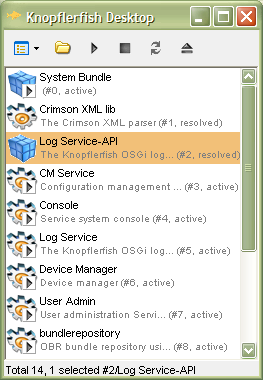 Knopflerfish Desktop
System Bundle
(#0, active)
Crimson XML lib
The Crimson XML parser (#1, resolved)
Log Service-API
The Knopflerfish OSGi log... (#2, resolved)
CM Service
Configuration management ... (#3, active)
Console
Service system console (#4, active)
Log Service
The Knopflerfish OSGi log... (#5, active)
Device Manager
(#6, active)
User Admin
User administration Servi... (#7, active)
bundlerepository
OBR bundle repository usi... (#8, active)
Total 14, 1 selected #2/Log Service-API